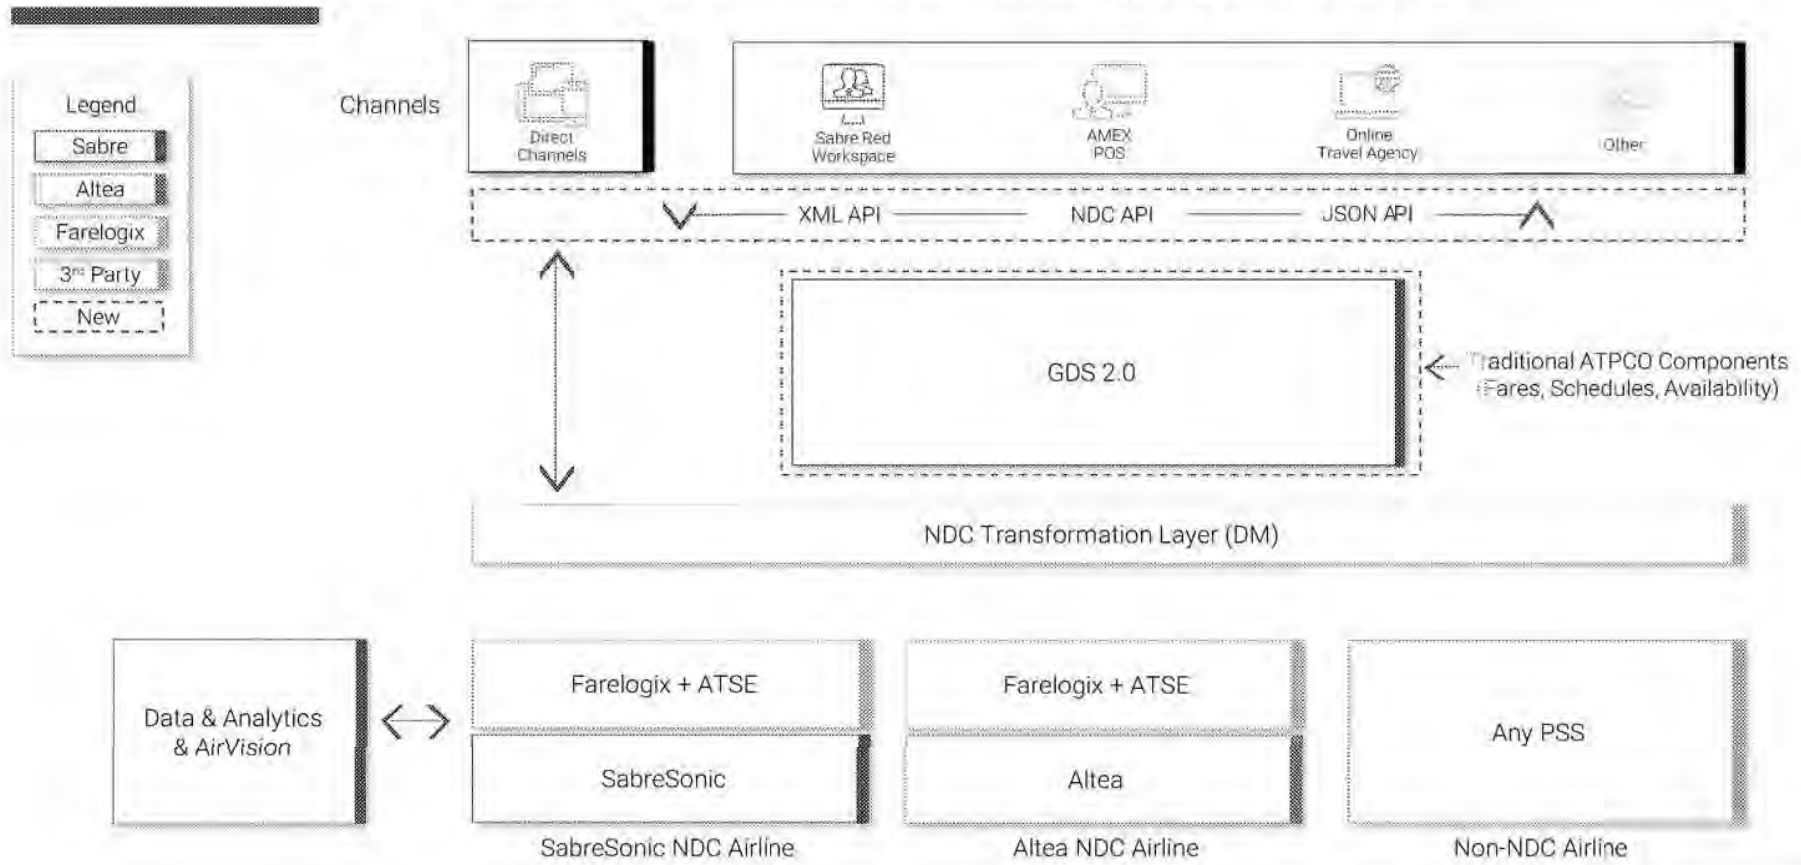 Legend
Sabre
Altea
Farelogix
3rd Party
New
Channels
Direct
Channels
Sabre Red
Workspace
AMEX
POS
Online
Travel Agency
Other
XML API
NDC API
JSON API
GDS 2.0
Traditional ATPCO Components
(Fares, Schedules, Availability)
NDC Transformation Layer (DM)
Data & Analytics
& AirVision
Farelogix + ATSE
SabreSonic
SabreSonic NDC Airline
Farelogix + ATSE
Altea
Altea NDC Airline
Any PSS
Non-NDC Airline